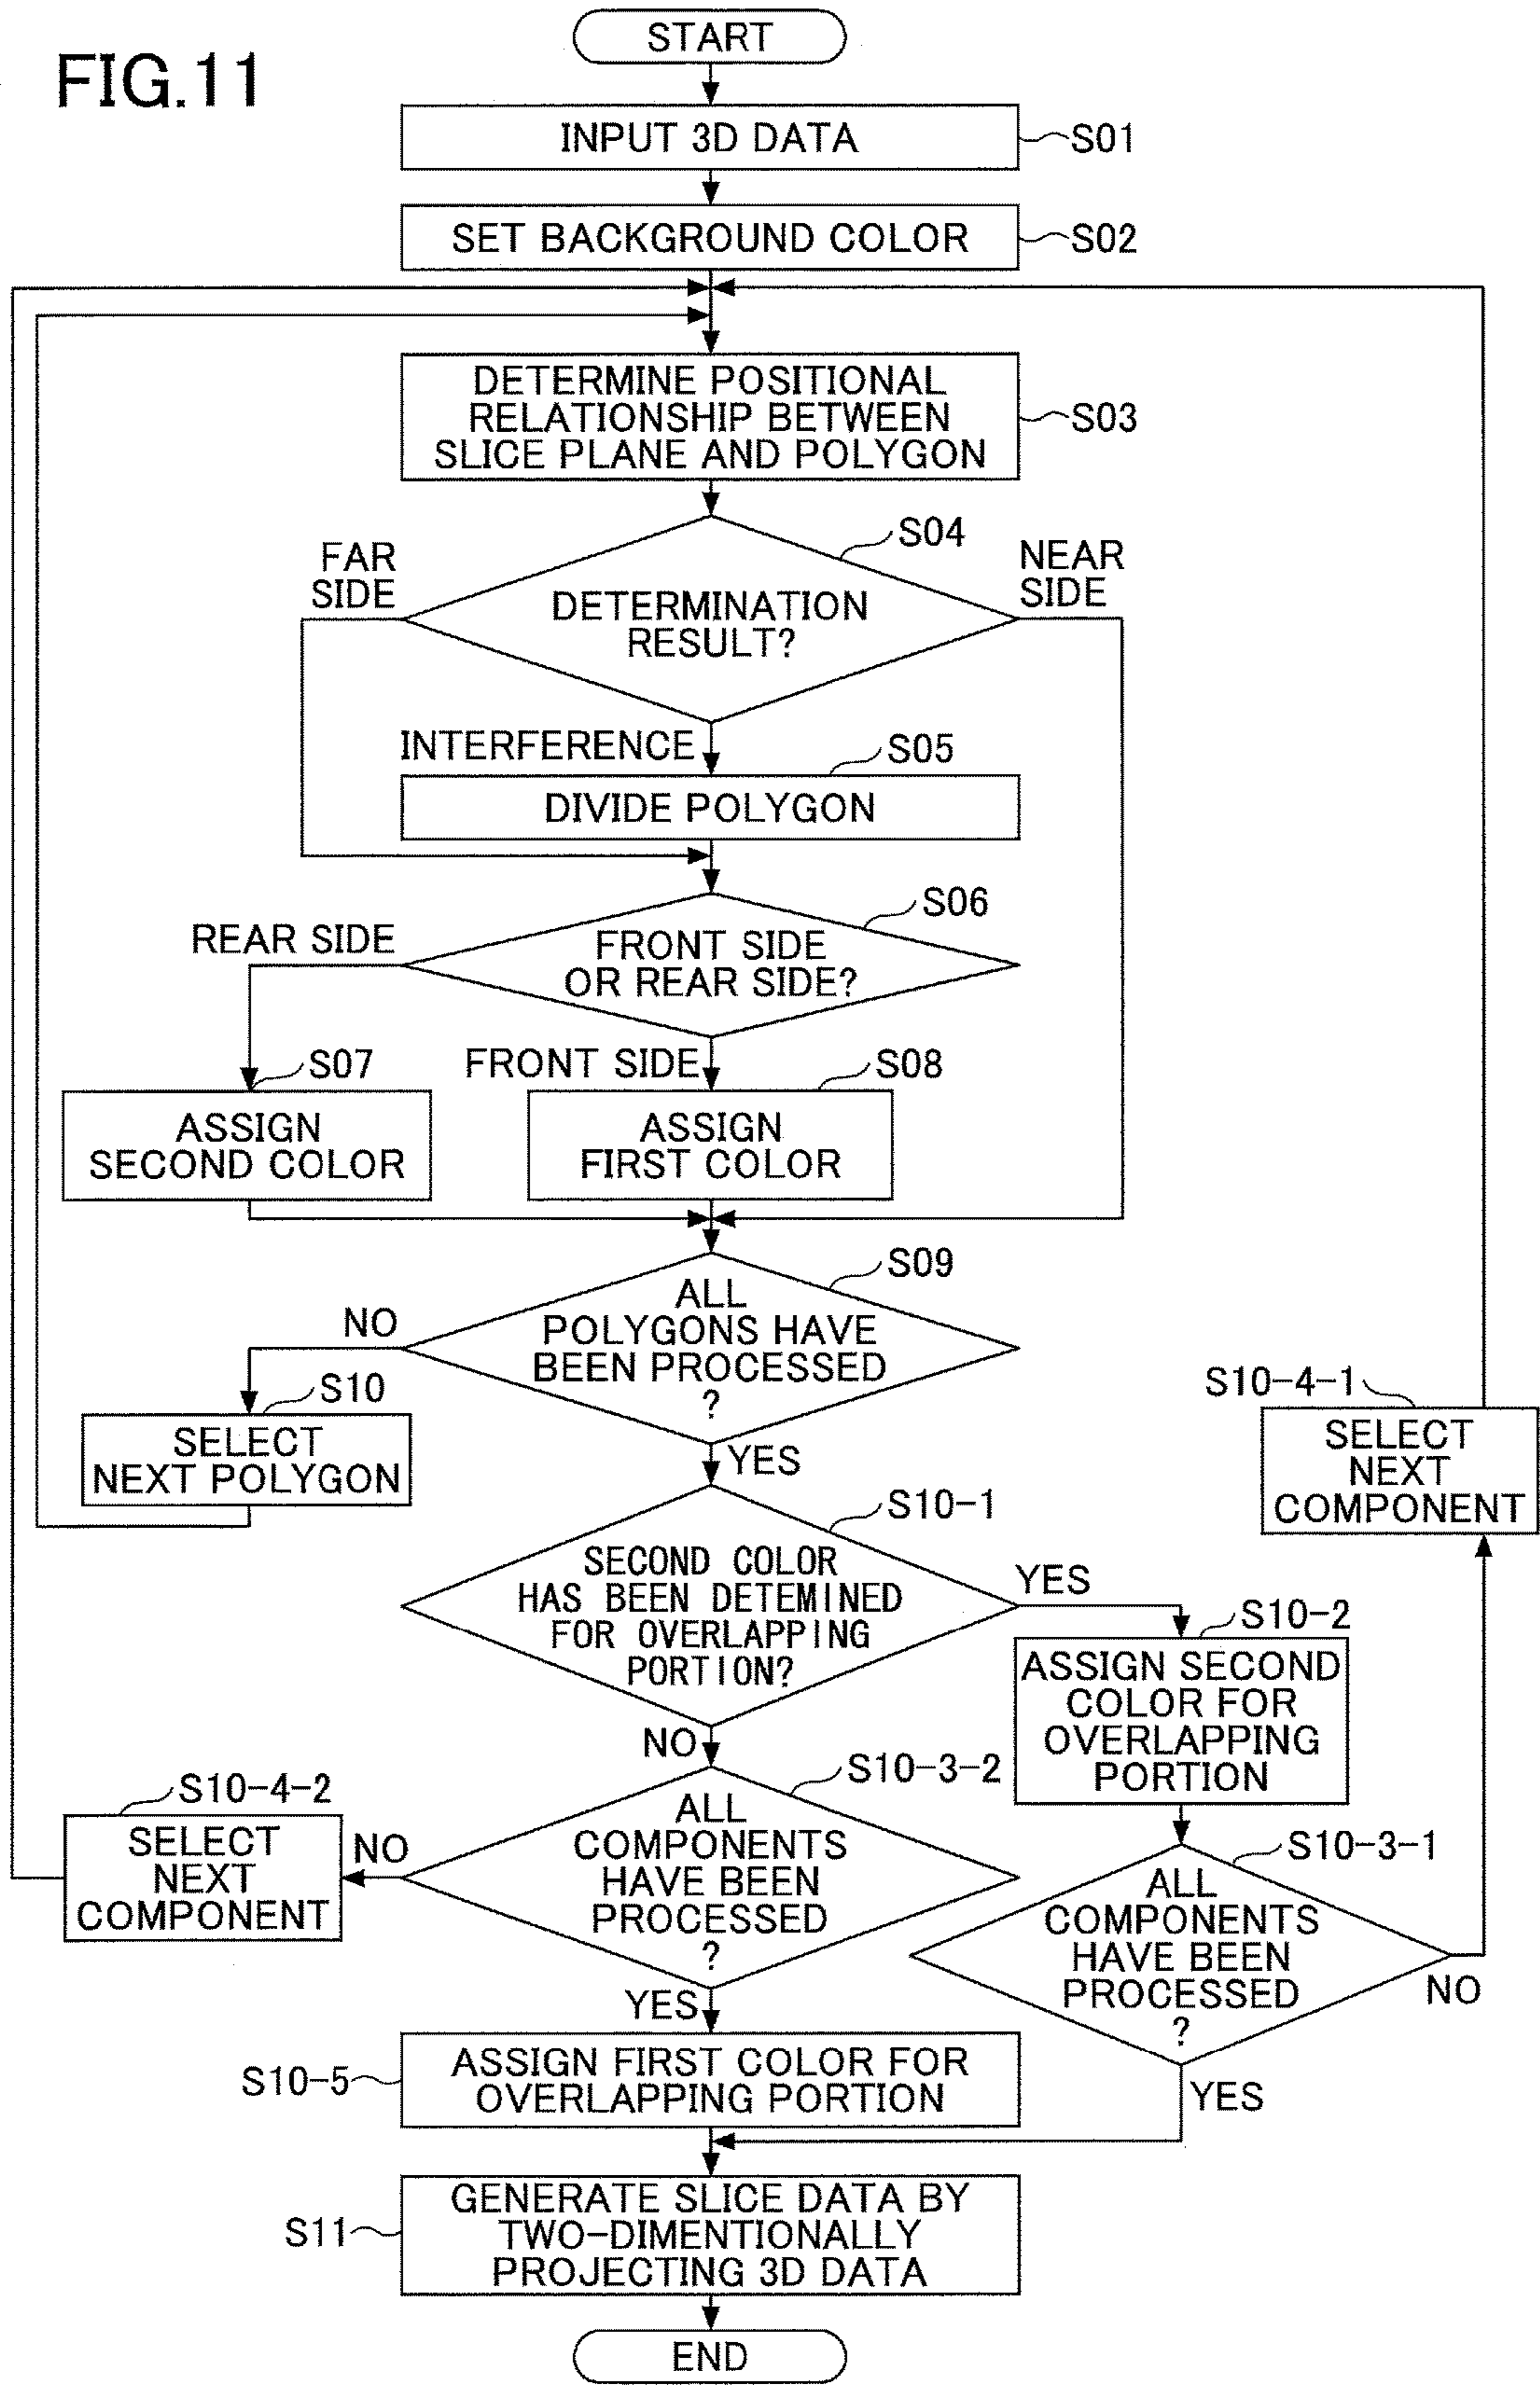 FIG.11
START
INPUT 3D DATA
S01
SET BACKGROUND COLOR
S02
DETERMINE POSITIONAL
RELATIONSHIP BETWEEN
SLICE PLANE AND POLYGON
S03
S04
FAR
SIDE
NEAR
SIDE
DETERMINATION
RESULT?
INTERFERENCE
S05
DIVIDE POLYGON
S06
REAR SIDE
FRONT SIDE
OR REAR SIDE?
S07
FRONT SIDE
S08
ASSIGN
SECOND COLOR
ASSIGN
FIRST COLOR
S09
NO
ALL
POLYGONS HAVE
BEEN PROCESSED
?
S10
SELECT
NEXT POLYGON
YES
S10-4-1
SELECT
NEXT
COMPONENT
S10-1
SECOND COLOR
HAS BEEN DETEMINED
FOR OVERLAPPING
PORTION?
YES
S10-2
ASSIGN SECOND
COLOR FOR
OVERLAPPING
PORTION
NO
S10-3-2
S10-4-2
SELECT
NEXT
COMPONENT
NO
ALL
COMPONENTS
HAVE BEEN
PROCESSED
?
S10-3-1
ALL
COMPONENTS
HAVE BEEN
PROCESSED
?
NO
YES
YES
S10-5
ASSIGN FIRST COLOR FOR
OVERLAPPING PORTION
S11
GENERATE SLICE DATA BY
TWO-DIMENTIONALLY
PROJECTING 3D DATA
END